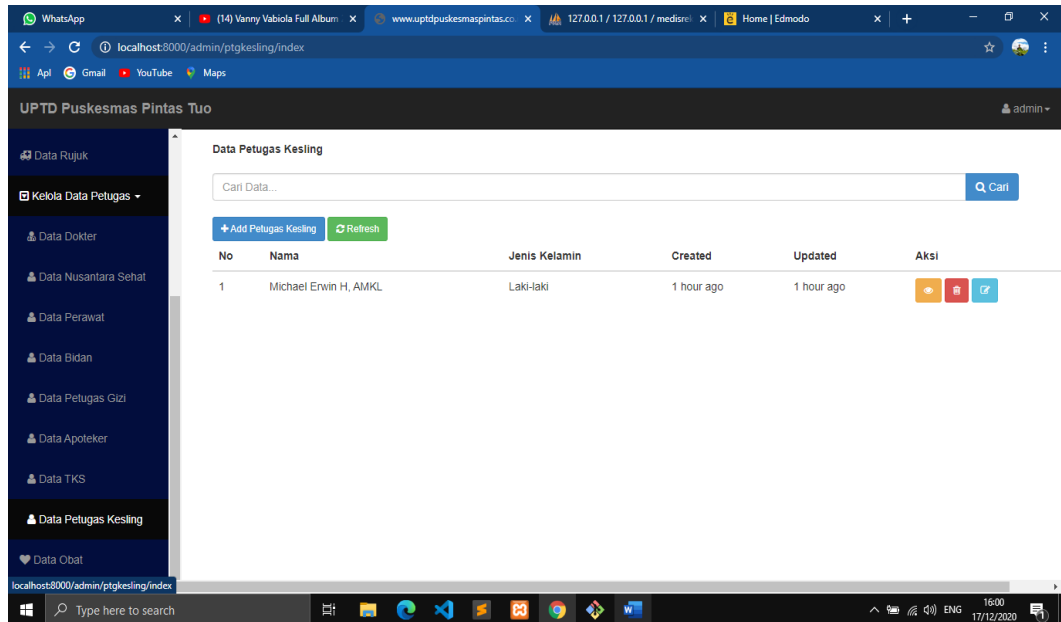 WhatsApp
(14) Vanny Vabiola Full Album
www.uptdpuskesmaspintas.co.
127.0.0.1 / 127.0.0.1 / medisrek
Home | Edmodo
localhost:8000/admin/ptgkesling/index
Apl Gmail YouTube Maps
UPTD Puskesmas Pintas Tuo
admin
Data Rujuk
Kelola Data Petugas
Data Dokter
Data Nusantara Sehat
Data Perawat
Data Bidan
Data Petugas Gizi
Data Apoteker
Data TKS
Data Petugas Kesling
Data Obat
Data Petugas Kesling
Cari Data...
Cari
Add Petugas Kesling
Refresh
No Nama Jenis Kelamin Created Updated Aksi
1 Michael Erwin H, AMKL Laki-laki 1 hour ago 1 hour ago
localhost:8000/admin/ptgkesling/index
Type here to search
ENG
16:00
17/12/2020
1